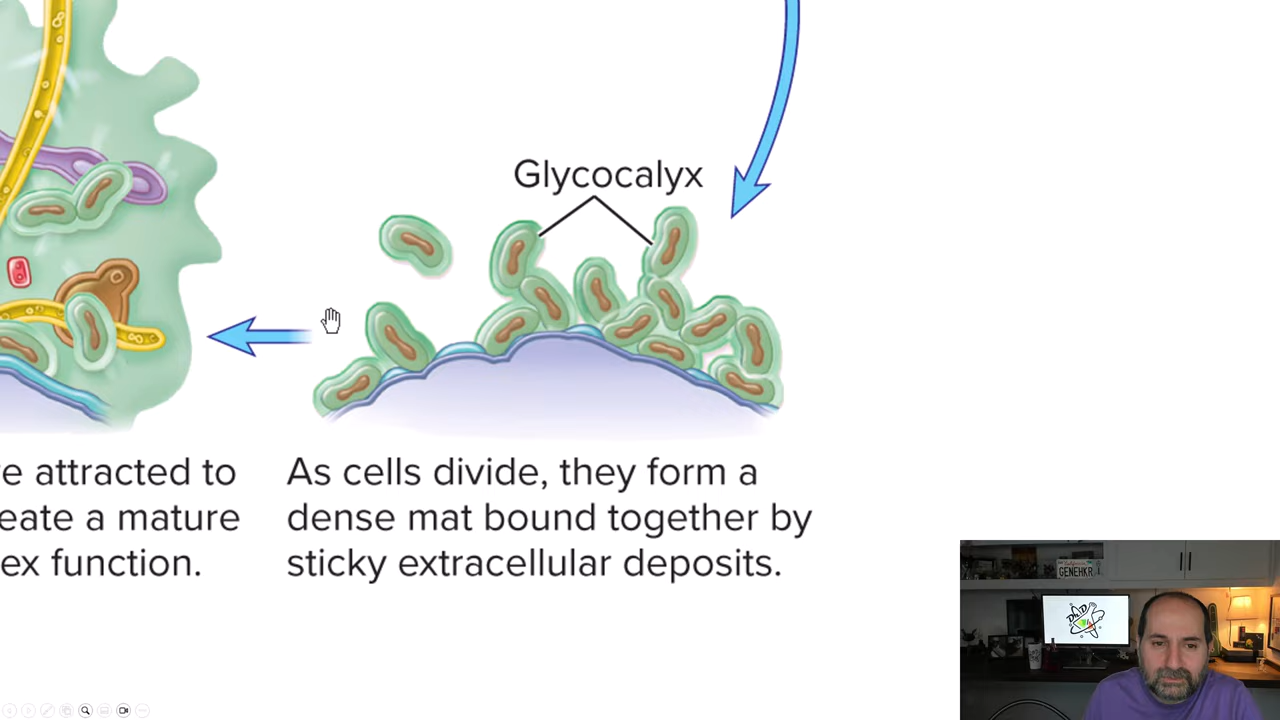 Glycocalyx
e attracted to
eate a mature
ex function.
As cells divide, they form a
dense mat bound together by
sticky extracellular deposits.
GENEHKR